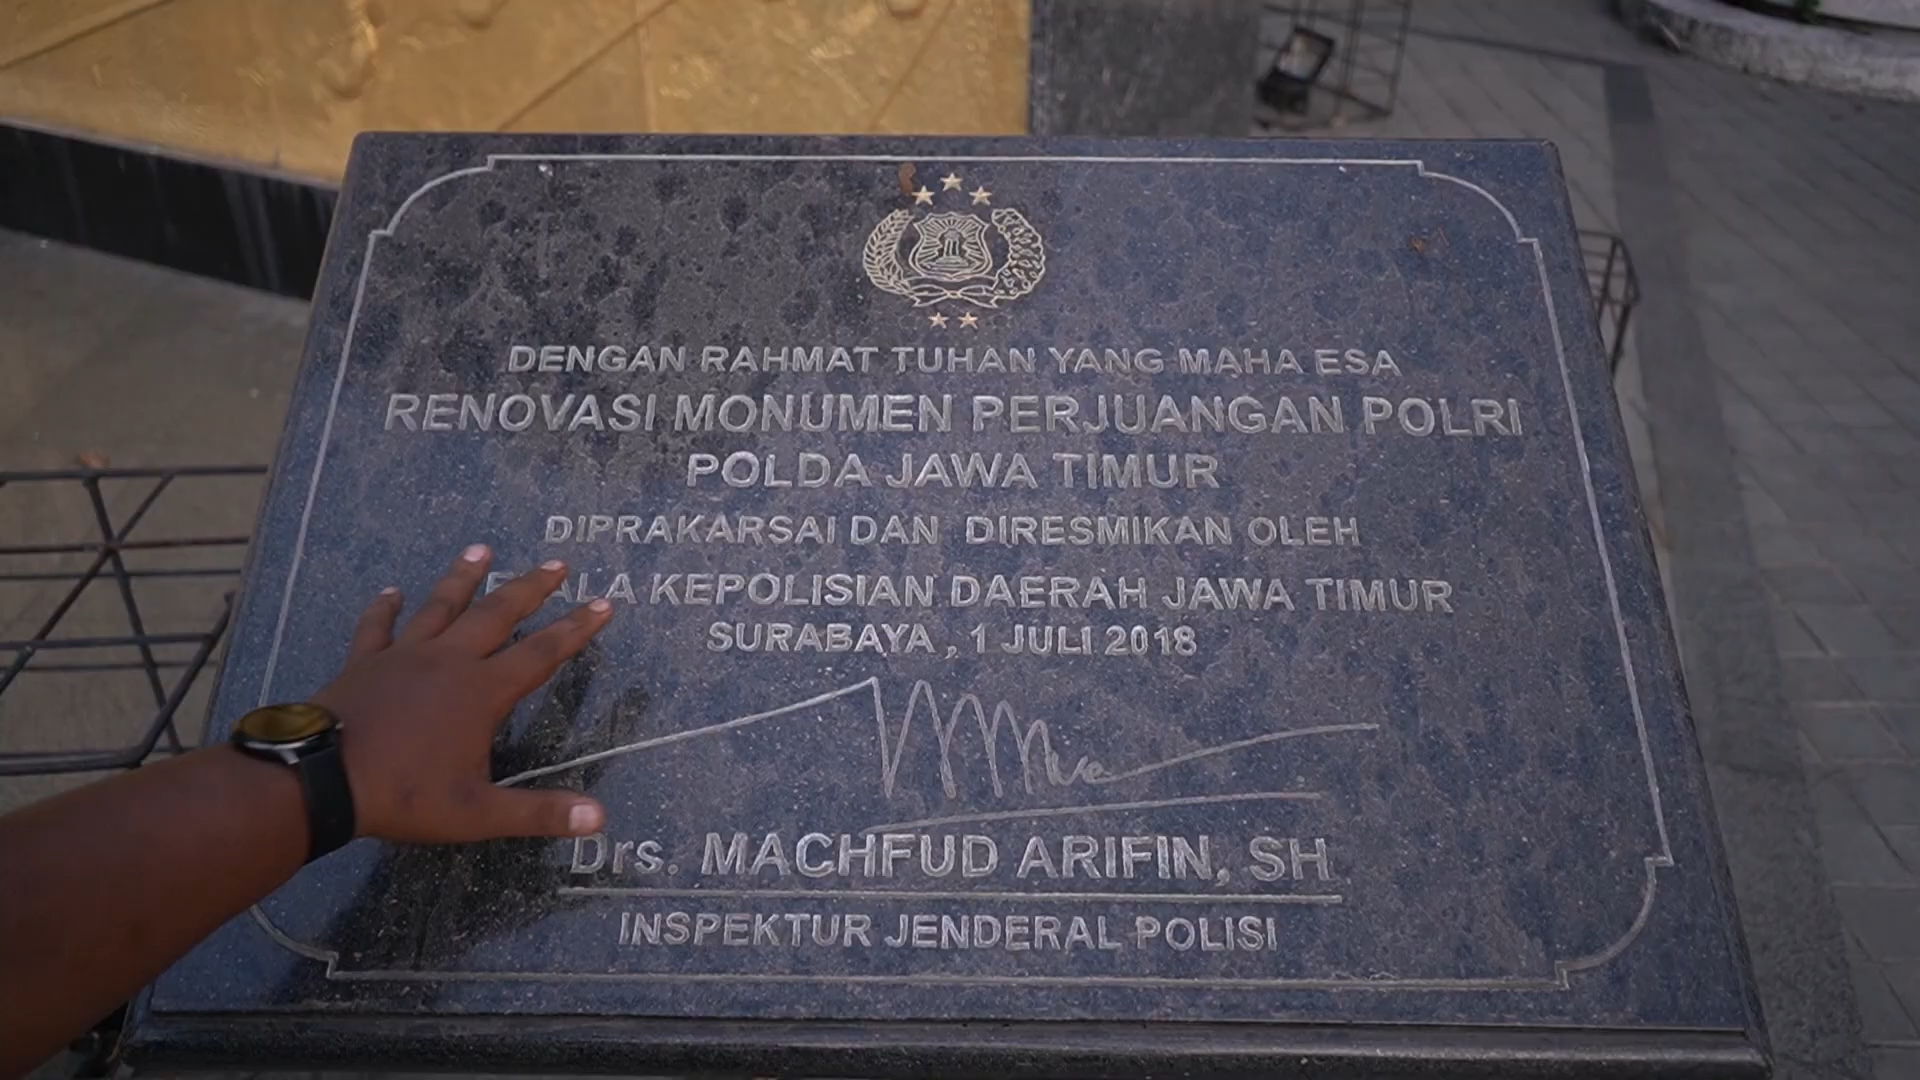 DENGAN RAHMAT TUHAN YANG MAHA ESA
RENOVASI MONUMEN PERJUANGAN POLRI
POLDA JAWA TIMUR
DIPRAKARSAI DAN DIRESMIKAN OLEH
KEPOLISIAN DAERAH JAWA TIMUR
SURABAYA , 1 JULI 2018
Drs. MACHFUD ARIFIN, SH
INSPEKTUR JENDERAL POLISI